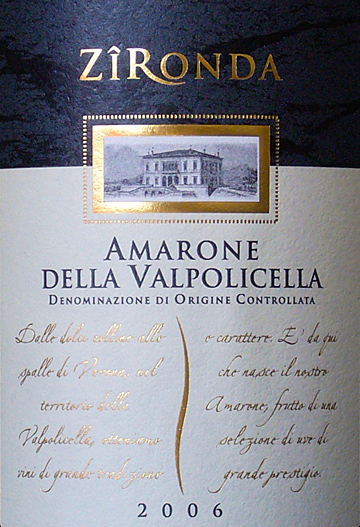 ZÎRONDA
AMARONE
DELLA VALPOLICELLA
DENOMINAZIONE DI ORIGINE CONTROLLATA
Dalle dolci colline alle
spalle di Verona, nel
territorio della
Valpolicella, otteniamo
vini di grande tradizione
e carattere. E' da qui
che nasce il nostro
Amarone, frutto di una
selezione di uve di
grande prestigio.
2006